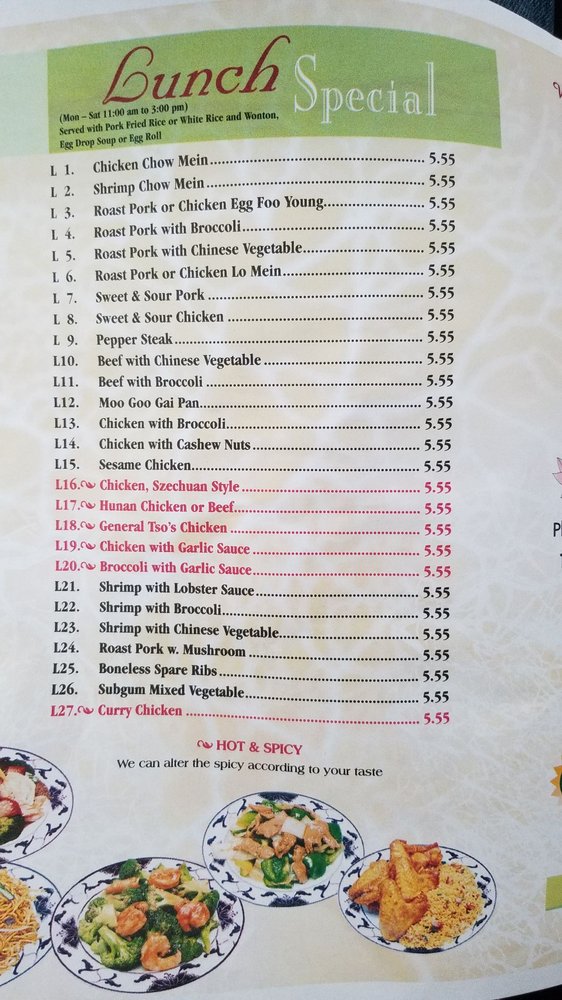 Lunch Special
(Mon – Sat 11:00 am to 3:00 pm)
Served with Pork Fried Rice or White Rice and Wonton,
Egg Drop Soup or Egg Roll
L 1. Chicken Chow Mein 5.55
L 2. Shrimp Chow Mein 5.55
L 3. Roast Pork or Chicken Egg Foo Young 5.55
L 4. Roast Pork with Broccoli 5.55
L 5. Roast Pork with Chinese Vegetable 5.55
L 6. Roast Pork or Chicken Lo Mein 5.55
L 7. Sweet & Sour Pork 5.55
L 8. Sweet & Sour Chicken 5.55
L 9. Pepper Steak 5.55
L10. Beef with Chinese Vegetable 5.55
L11. Beef with Broccoli 5.55
L12. Moo Goo Gai Pan 5.55
L13. Chicken with Broccoli 5.55
L14. Chicken with Cashew Nuts 5.55
L15. Sesame Chicken 5.55
L16. Chicken, Szechuan Style 5.55
L17. Hunan Chicken or Beef 5.55
L18. General Tso's Chicken 5.55
L19. Chicken with Garlic Sauce 5.55
L20. Broccoli with Garlic Sauce 5.55
L21. Shrimp with Lobster Sauce 5.55
L22. Shrimp with Broccoli 5.55
L23. Shrimp with Chinese Vegetable 5.55
L24. Roast Pork w. Mushroom 5.55
L25. Boneless Spare Ribs 5.55
L26. Subgum Mixed Vegetable 5.55
L27. Curry Chicken 5.55
HOT & SPICY
We can alter the spicy according to your taste